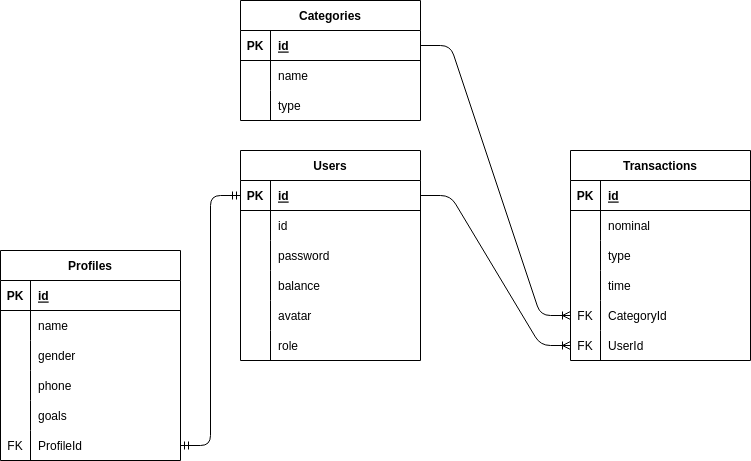 Categories
PK id
name
type
Users
PK id
id
password
balance
avatar
role
Transactions
PK id
nominal
type
time
FK CategoryId
FK UserId
Profiles
PK id
name
gender
phone
goals
FK ProfileId